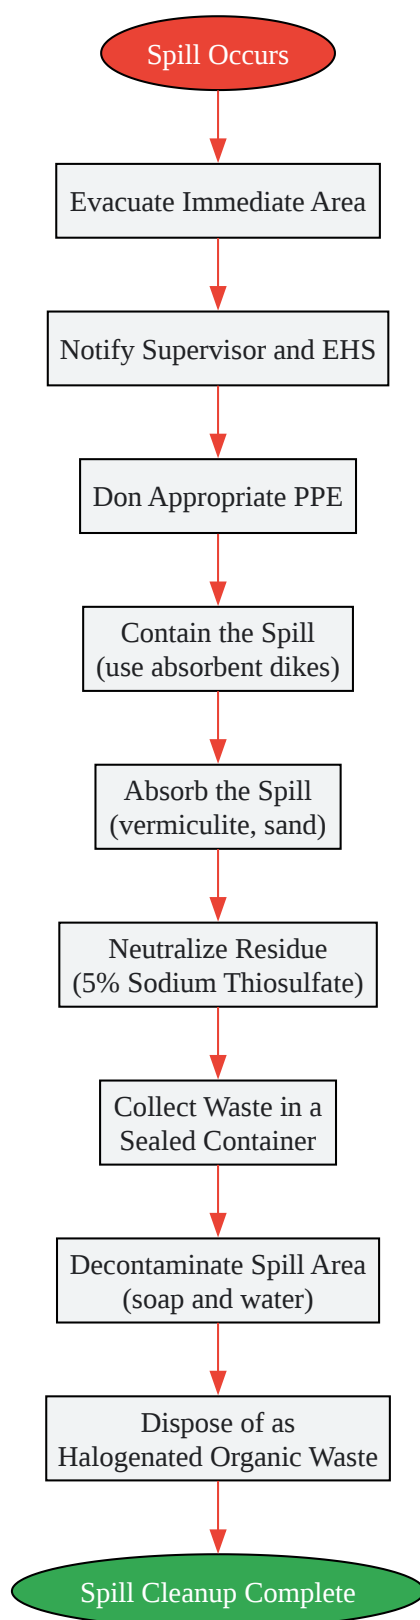 Spill Occurs
Evacuate Immediate Area
Notify Supervisor and EHS
Don Appropriate PPE
Contain the Spill
(use absorbent dikes)
Absorb the Spill
(vermiculite, sand)
Neutralize Residue
(5% Sodium Thiosulfate)
Collect Waste in a
Sealed Container
Decontaminate Spill Area
(soap and water)
Dispose of as
Halogenated Organic Waste
Spill Cleanup Complete